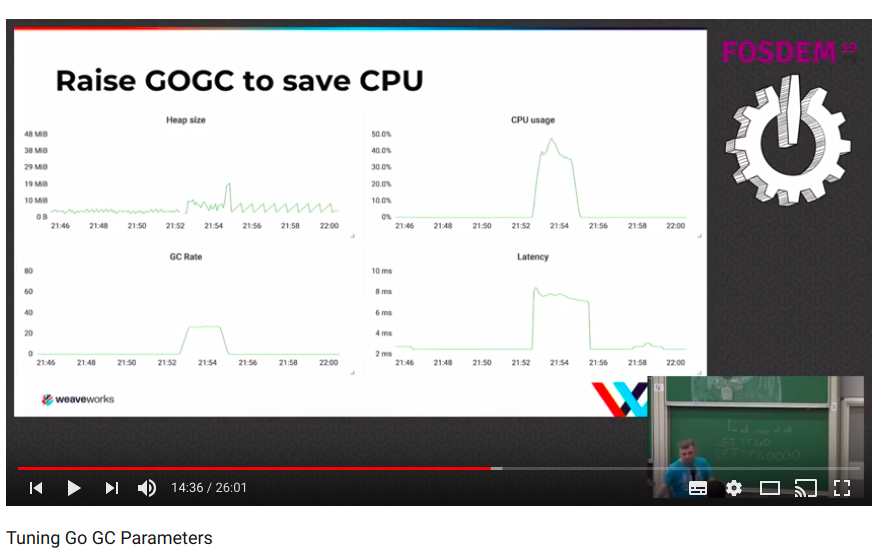 Raise GOGC to save CPU
Heap size
48 MiB
38 MiB
29 MiB
19 MiB
10 MiB
0 B
21:46 21:48 21:50 21:52 21:54 21:56 21:58 22:00
CPU usage
50.0%
40.0%
30.0%
20.0%
10.0%
0%
21:46 21:48 21:50 21:52 21:54 21:56 21:58 22:00
GC Rate
80
60
40
20
0
21:46 21:48 21:50 21:52 21:54 21:56 21:58 22:00
Latency
10 ms
8 ms
6 ms
4 ms
2 ms
21:46 21:48 21:50 21:52 21:54 21:56 21:58 22:00
weaveworks
FOSDEM
LET IT GO
14:36 / 26:01
Tuning Go GC Parameters